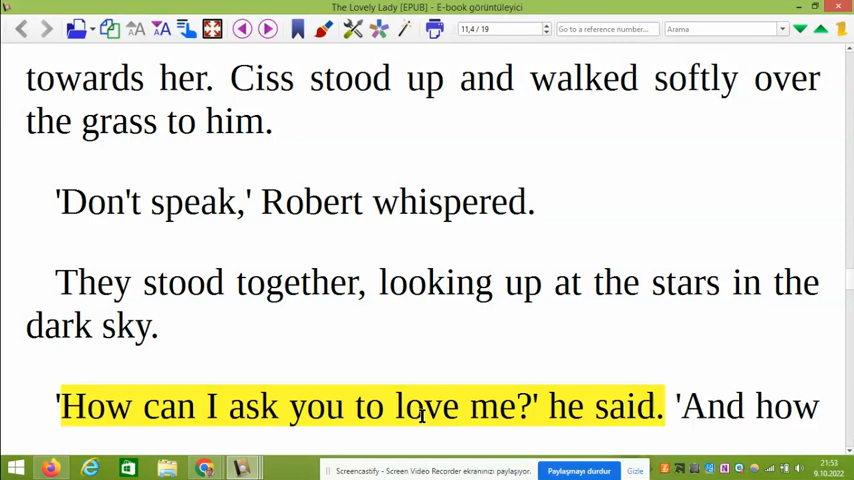 The Lovely Lady [EPUB] - E-book görüntüleyici
11,4 / 19
Go to a reference number...
Arama
towards her. Ciss stood up and walked softly over
the grass to him.
'Don't speak,' Robert whispered.
They stood together, looking up at the stars in the
dark sky.
'How can I ask you to love me?' he said. 'And how
Screencastify - Screen Video Recorder ekranınızı paylaşıyor.
Paylaşmayı durdur
Gizle
21:53
9.10.2022